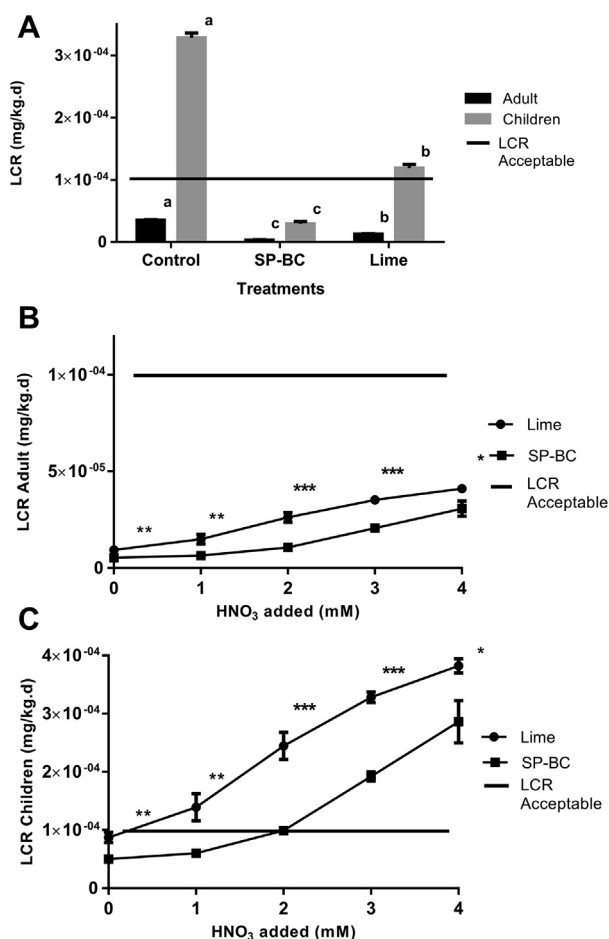 A
LCR (mg/kg.d)
3×10⁻⁰⁴
2×10⁻⁰⁴
1×10⁻⁰⁴
0
a
a
c
c
b
b
Control
SP-BC
Lime
Treatments
Adult
Children
LCR
Acceptable
B
LCR Adult (mg/kg.d)
1×10⁻⁰⁴
5×10⁻⁰⁵
0
**
**
***
***
*
0
1
2
3
4
HNO₃ added (mM)
Lime
SP-BC
LCR
Acceptable
C
LCR Children (mg/kg.d)
4×10⁻⁰⁴
3×10⁻⁰⁴
2×10⁻⁰⁴
1×10⁻⁰⁴
0
**
**
***
***
*
0
1
2
3
4
HNO₃ added (mM)
Lime
SP-BC
LCR
Acceptable